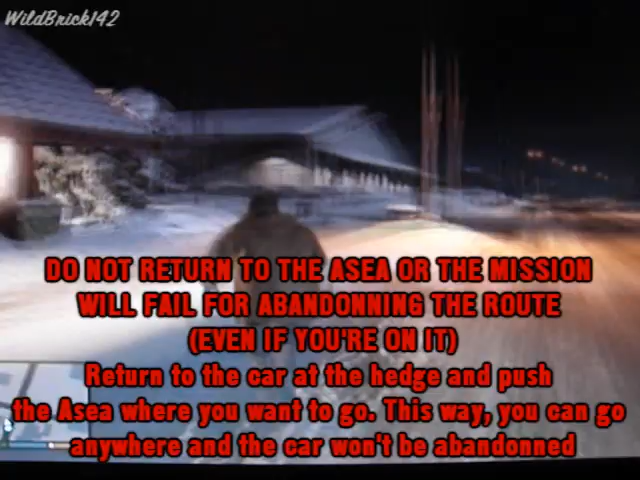 WildBrick142
DO NOT RETURN TO THE ASEA OR THE MISSION
WILL FAIL FOR ABANDONNING THE ROUTE
(EVEN IF YOU'RE ON IT)
Return to the car at the hedge and push
the Asea where you want to go. This way, you can go
anywhere and the car won't be abandonned